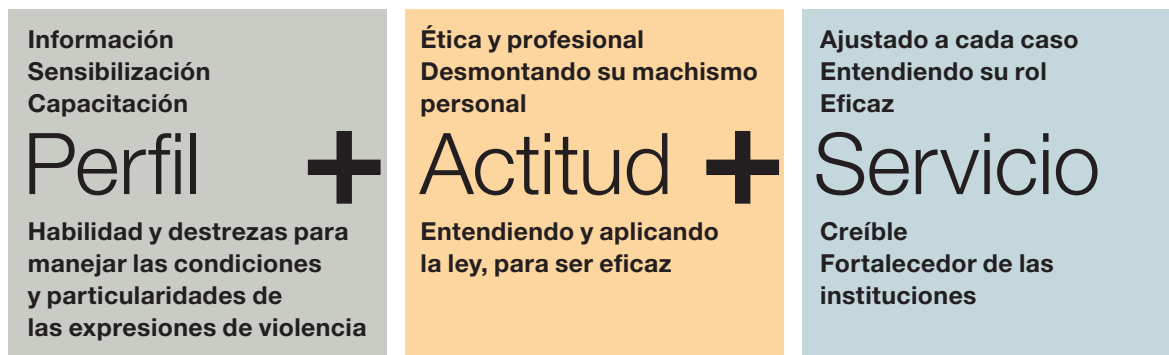 Información
Sensibilización
Capacitación
Perfil +
Habilidad y destrezas para
manejar las condiciones
y particularidades de
las expresiones de violencia
Ética y profesional
Desmontando su machismo
personal
Actitud +
Entendiendo y aplicando
la ley, para ser eficaz
Ajustado a cada caso
Entendiendo su rol
Eficaz
Servicio
Creíble
Fortalecedor de las
instituciones